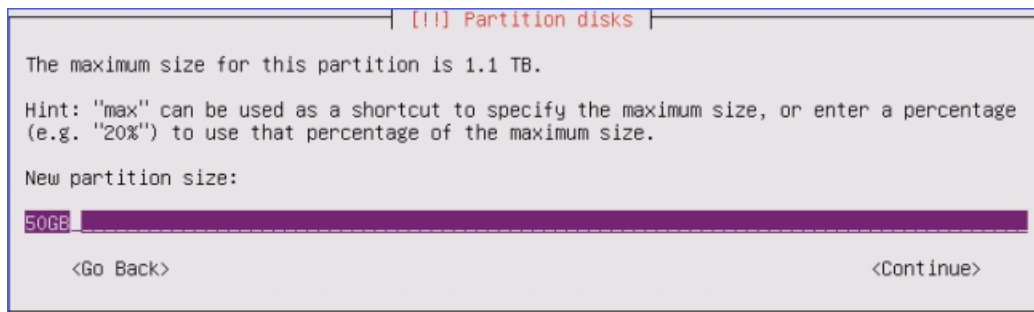 [!!] Partition disks
The maximum size for this partition is 1.1 TB.
Hint: "max" can be used as a shortcut to specify the maximum size, or enter a percentage
(e.g. "20%") to use that percentage of the maximum size.
New partition size:
50GB
<Go Back> <Continue>